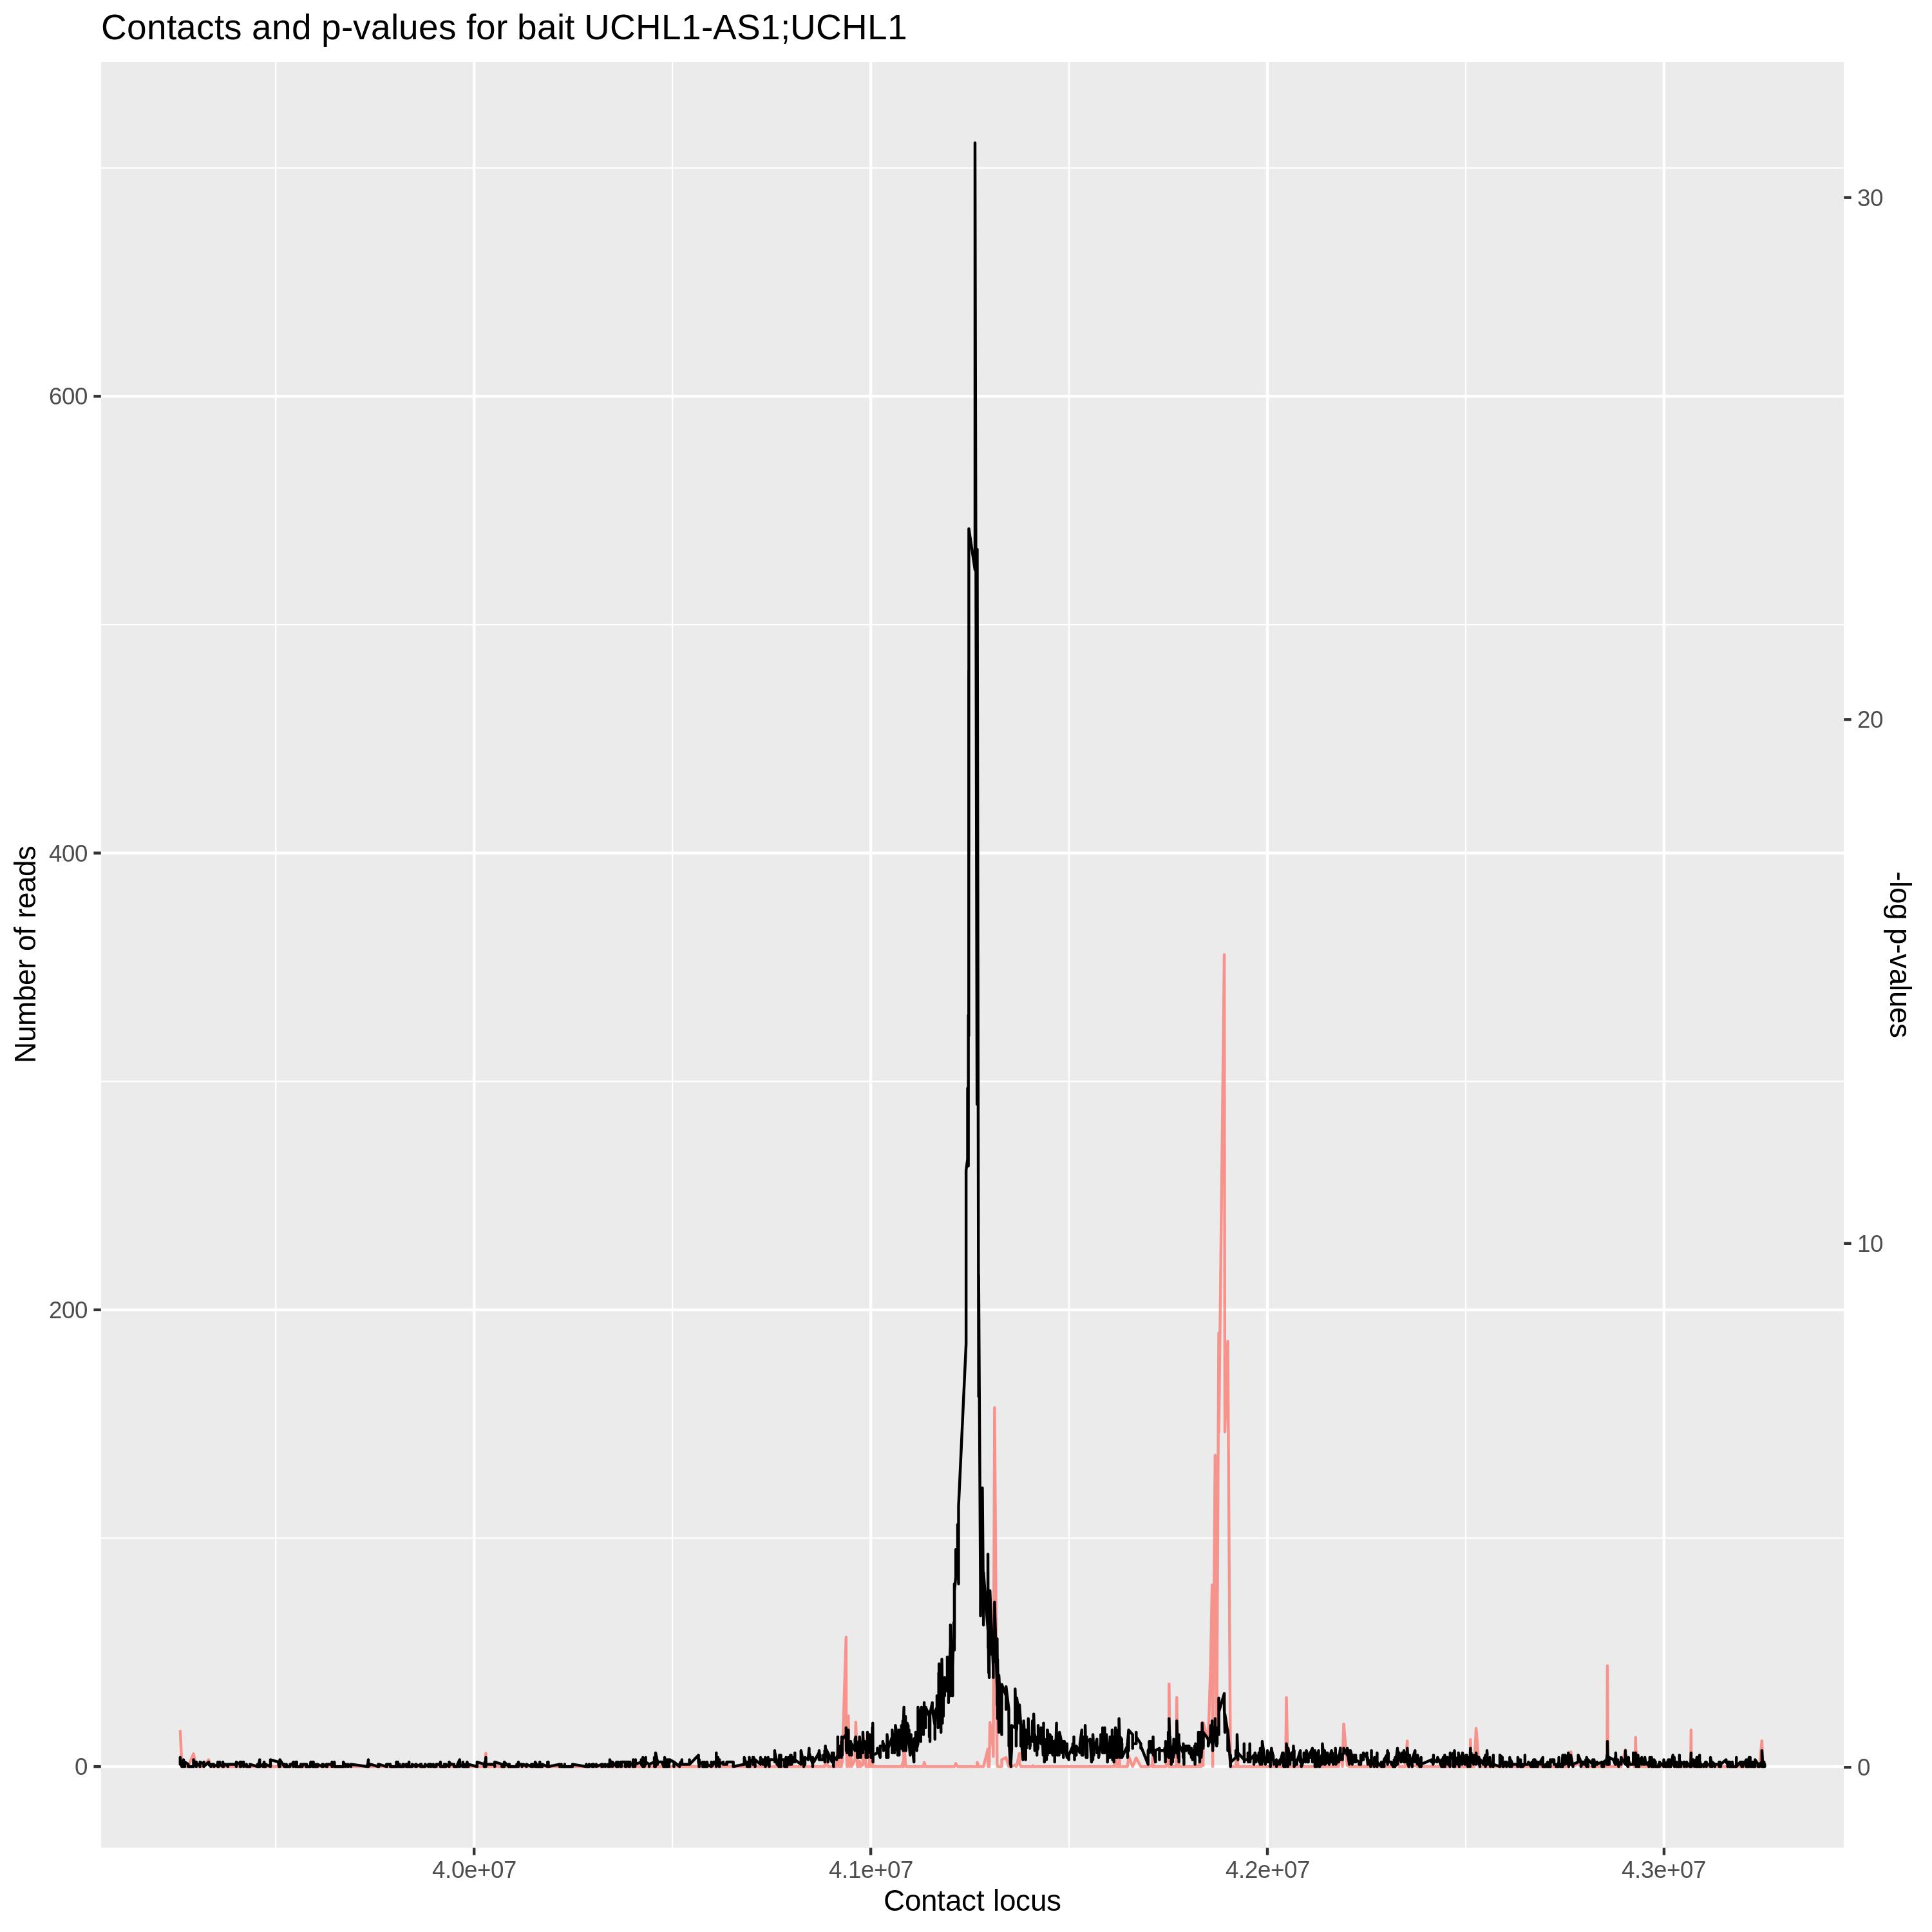 Contacts and p-values for bait UCHL1-AS1;UCHL1
600
400
200
0
Number of reads
30
20
10
0
-log p-values
4.0e+07
4.1e+07
4.2e+07
4.3e+07
Contact locus